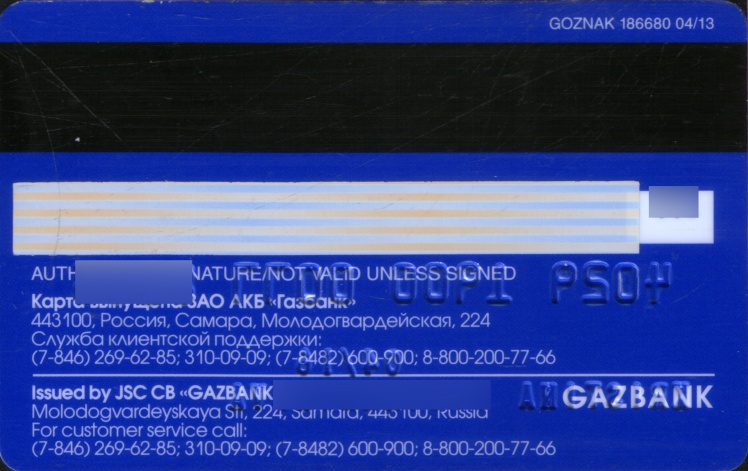 GOZNAK 186680 04/13
NATURE/NOT VALID UNLESS SIGNED
Карта выпущена ЗАО АКБ «Газбанк»
443100, Россия, Самара, Молодогвардейская, 224
Служба клиентской поддержки:
(7-846) 269-62-85; 310-09-09; (7-8482) 600-900; 8-800-200-77-66
Issued by JSC CB «GAZBANK
GAZBANK
Molodogvardeyskaya St., 224, Samara, 443100, Russia
For customer service call:
(7-846) 269-62-85; 310-09-09; (7-8482) 600-900; 8-800-200-77-66